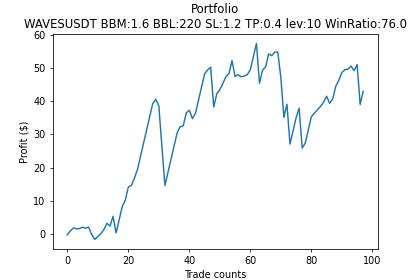 Portfolio
WAVESUSDT BBM:1.6 BBL:220 SL:1.2 TP:0.4 lev:10 WinRatio:76.0
60
50
40
30
20
10
0
Profit ($)
0 20 40 60 80 100
Trade counts